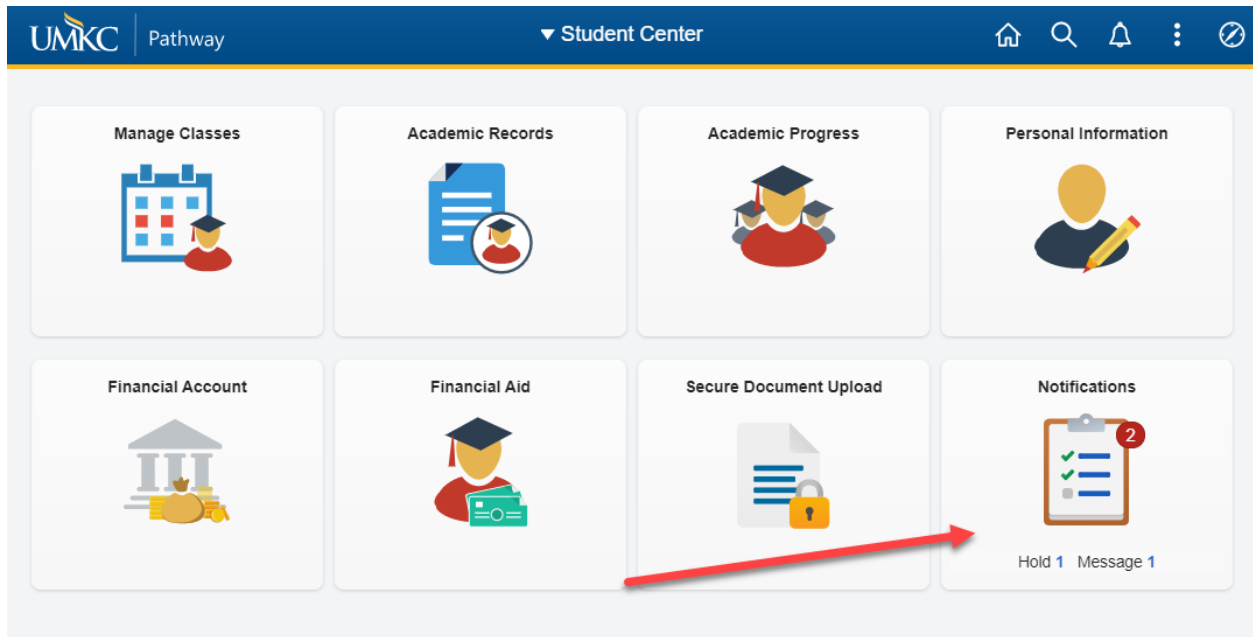 UMKC Pathway ▼ Student Center
Manage Classes Academic Records Academic Progress Personal Information
Financial Account Financial Aid Secure Document Upload Notifications
2
Hold 1 Message 1